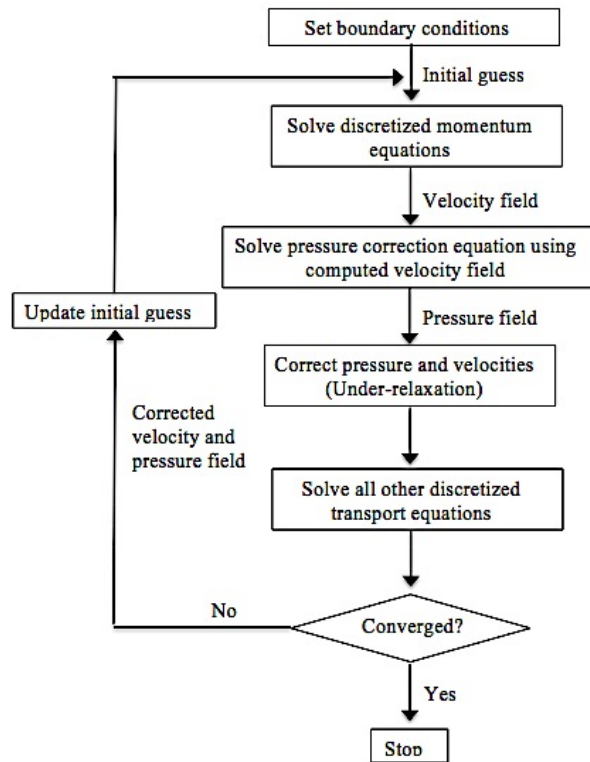 Set boundary conditions
Initial guess
Solve discretized momentum
equations
Velocity field
Solve pressure correction equation using
computed velocity field
Update initial guess
Pressure field
Correct pressure and velocities
(Under-relaxation)
Corrected
velocity and
pressure field
Solve all other discretized
transport equations
No
Converged?
Yes
Stop